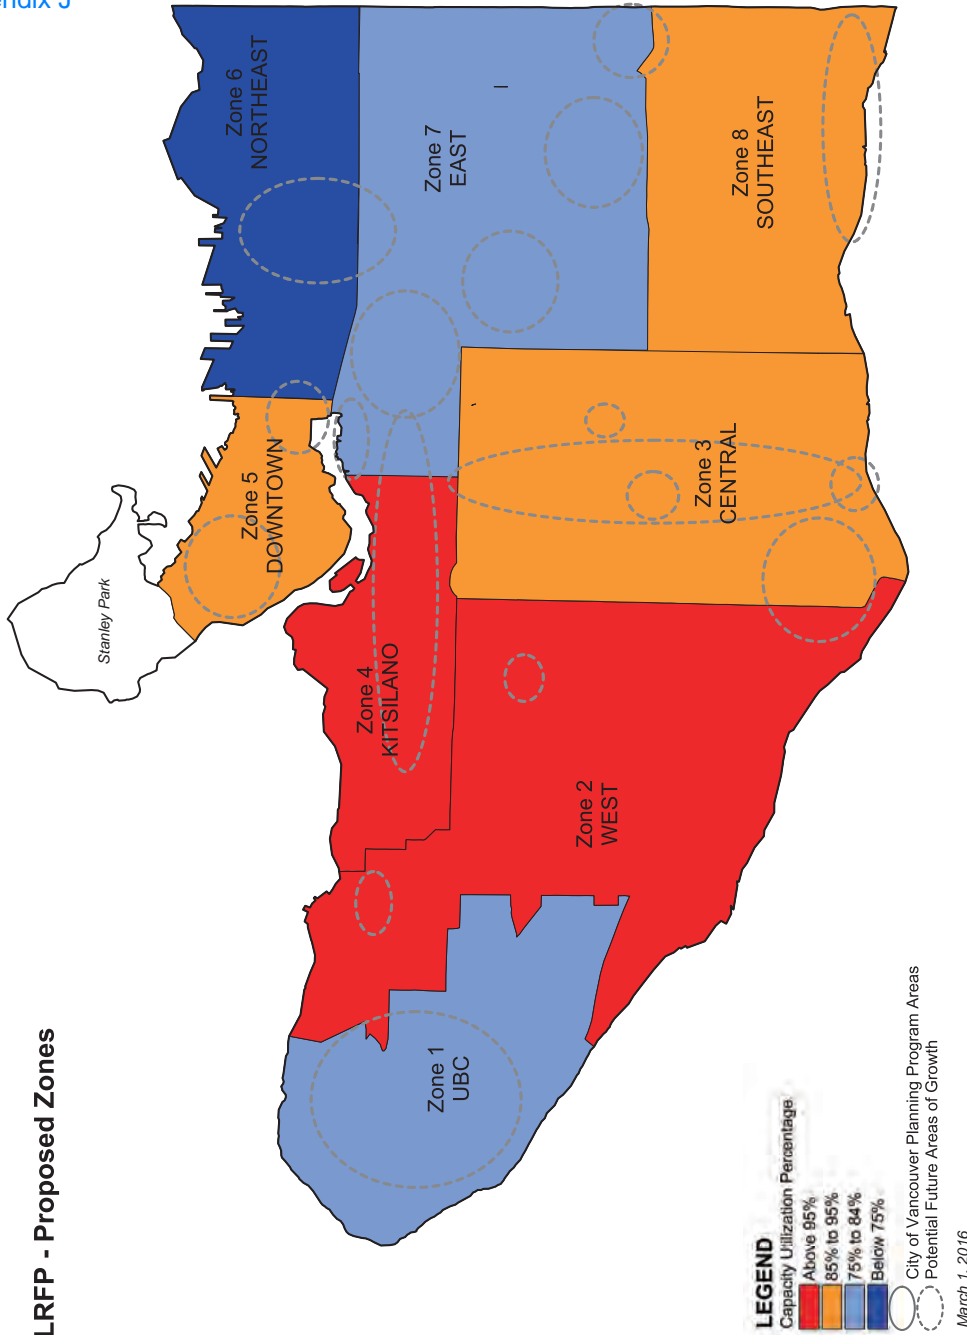 endix J
LRFP - Proposed Zones
Stanley Park
Zone 5
DOWNTOWN
Zone 6
NORTHEAST
Zone 4
KITSILANO
Zone 7
EAST
Zone 1
UBC
Zone 2
WEST
Zone 3
CENTRAL
Zone 8
SOUTHEAST
LEGEND
Capacity Utilization Percentage
Above 95%
85% to 95%
75% to 84%
Below 75%
City of Vancouver Planning Program Areas
Potential Future Areas of Growth
March 1, 2016